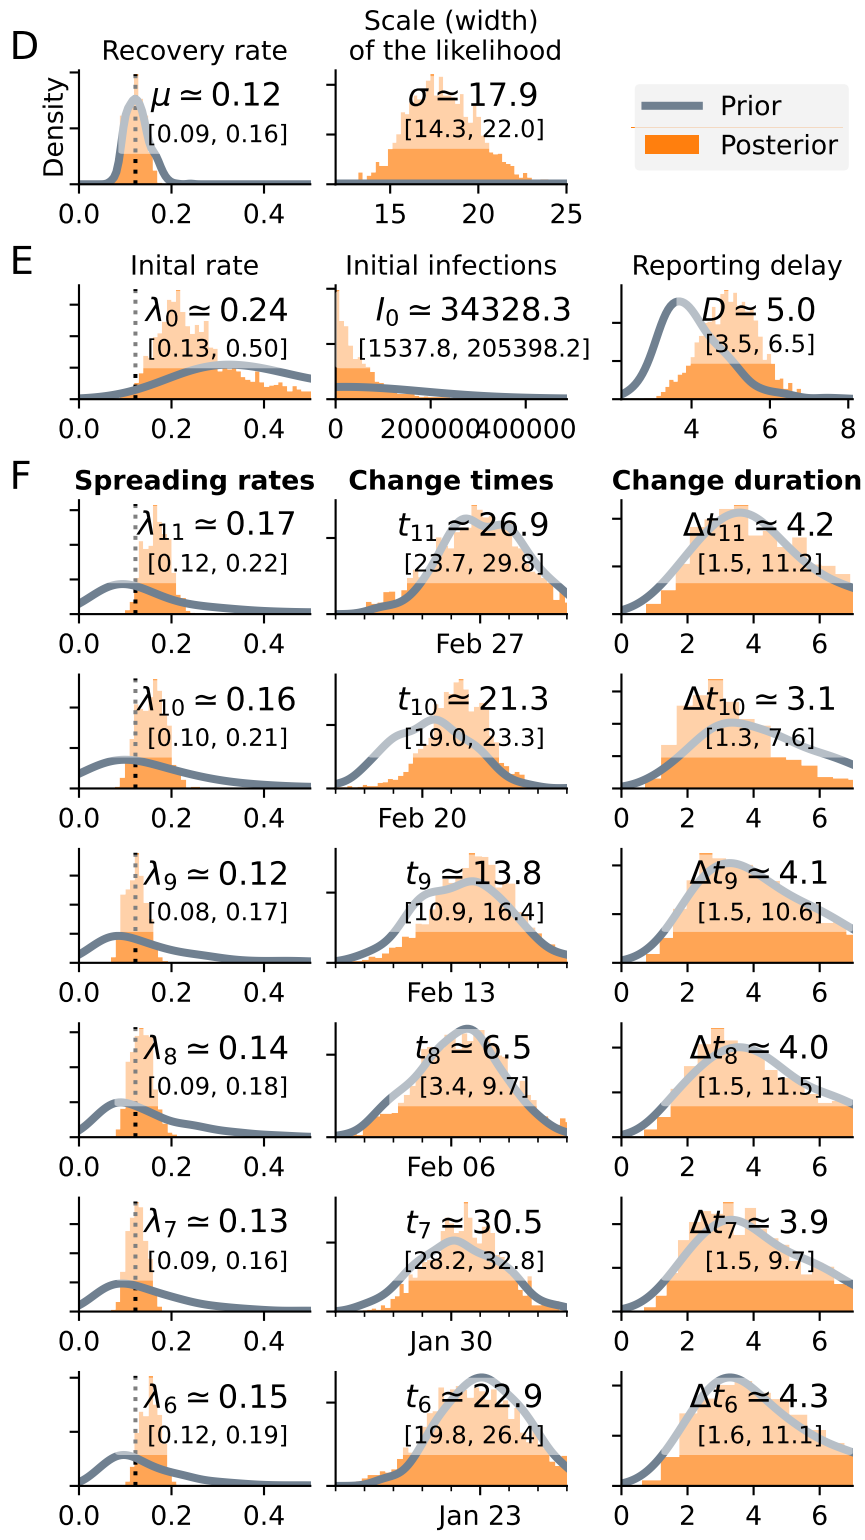 D
Recovery rate
Scale (width)
of the likelihood
Density
μ ≃ 0.12
[0.09, 0.16]
σ ≃ 17.9
[14.3, 22.0]
Prior
Posterior
0.0 0.2 0.4
15 20 25
E
Inital rate
Initial infections
Reporting delay
λ0 ≃ 0.24
[0.13, 0.50]
I0 ≃ 34328.3
[1537.8, 205398.2]
D ≃ 5.0
[3.5, 6.5]
0.0 0.2 0.4
0 200000 400000
4 6 8
F
Spreading rates
Change times
Change duration
λ11 ≃ 0.17
[0.12, 0.22]
t11 ≃ 26.9
[23.7, 29.8]
Δt11 ≃ 4.2
[1.5, 11.2]
0.0 0.2 0.4
Feb 27
0 2 4 6
λ10 ≃ 0.16
[0.10, 0.21]
t10 ≃ 21.3
[19.0, 23.3]
Δt10 ≃ 3.1
[1.3, 7.6]
0.0 0.2 0.4
Feb 20
0 2 4 6
λ9 ≃ 0.12
[0.08, 0.17]
t9 ≃ 13.8
[10.9, 16.4]
Δt9 ≃ 4.1
[1.5, 10.6]
0.0 0.2 0.4
Feb 13
0 2 4 6
λ8 ≃ 0.14
[0.09, 0.18]
t8 ≃ 6.5
[3.4, 9.7]
Δt8 ≃ 4.0
[1.5, 11.5]
0.0 0.2 0.4
Feb 06
0 2 4 6
λ7 ≃ 0.13
[0.09, 0.16]
t7 ≃ 30.5
[28.2, 32.8]
Δt7 ≃ 3.9
[1.5, 9.7]
0.0 0.2 0.4
Jan 30
0 2 4 6
λ6 ≃ 0.15
[0.12, 0.19]
t6 ≃ 22.9
[19.8, 26.4]
Δt6 ≃ 4.3
[1.6, 11.1]
0.0 0.2 0.4
Jan 23
0 2 4 6